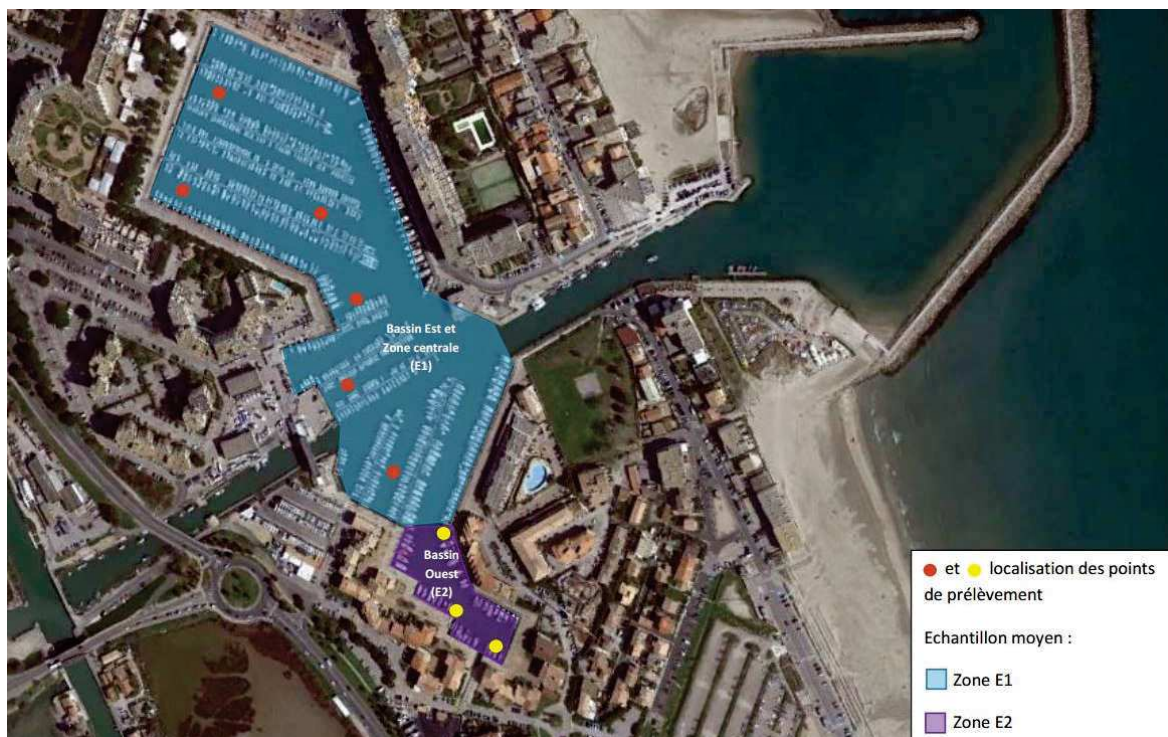 Bassin Est et
Zone centrale
(E1)
Bassin
Ouest
(E2)
et localisation des points
de prélèvement
Echantillon moyen :
Zone E1
Zone E2